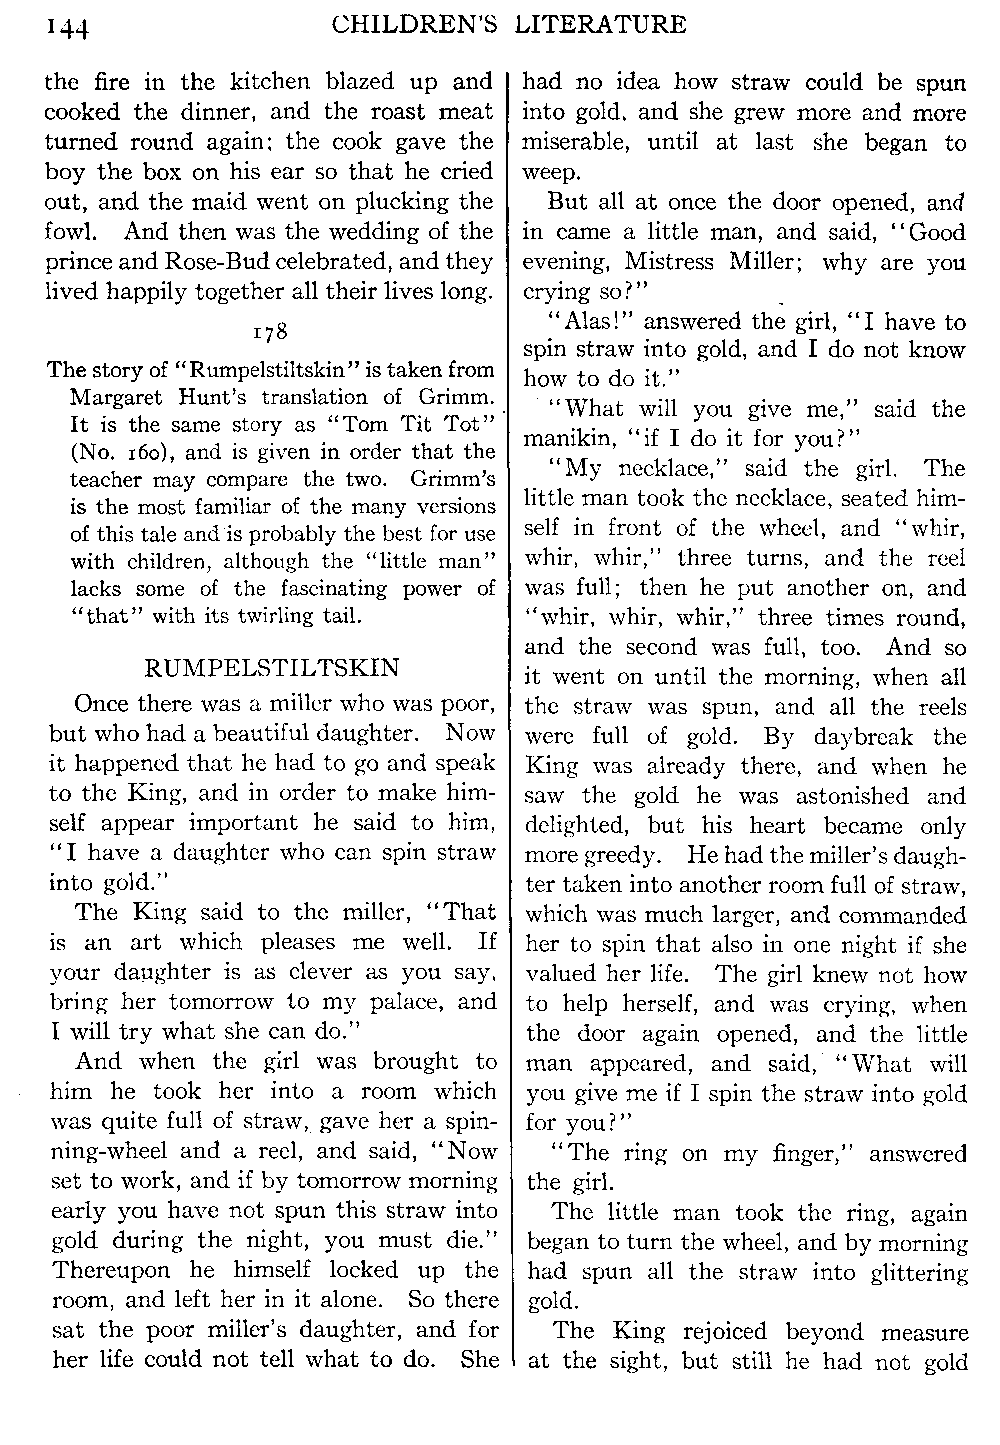 144 CHILDREN'S LITERATURE
the fire in the kitchen blazed up and
cooked the dinner, and the roast meat
turned round again; the cook gave the
boy the box on his ear so that he cried
out, and the maid went on plucking the
fowl. And then was the wedding of the
prince and Rose-Bud celebrated, and they
lived happily together all their lives long.
178
The story of "Rumpelstiltskin" is taken from
Margaret Hunt's translation of Grimm.
It is the same story as "Tom Tit Tot"
(No. 160), and is given in order that the
teacher may compare the two. Grimm's
is the most familiar of the many versions
of this tale and is probably the best for use
with children, although the "little man"
lacks some of the fascinating power of
"that" with its twirling tail.
RUMPELSTILTSKIN
Once there was a miller who was poor,
but who had a beautiful daughter. Now
it happened that he had to go and speak
to the King, and in order to make him-
self appear important he said to him,
"I have a daughter who can spin straw
into gold."
The King said to the miller, "That
is an art which pleases me well. If
your daughter is as clever as you say,
bring her tomorrow to my palace, and
I will try what she can do."
And when the girl was brought to
him he took her into a room which
was quite full of straw, gave her a spin-
ning-wheel and a reel, and said, "Now
set to work, and if by tomorrow morning
early you have not spun this straw into
gold during the night, you must die."
Thereupon he himself locked up the
room, and left her in it alone. So there
sat the poor miller's daughter, and for
her life could not tell what to do. She
had no idea how straw could be spun
into gold, and she grew more and more
miserable, until at last she began to
weep.
But all at once the door opened, and
in came a little man, and said, "Good
evening, Mistress Miller; why are you
crying so?"
"Alas!" answered the girl, "I have to
spin straw into gold, and I do not know
how to do it."
"What will you give me," said the
manikin, "if I do it for you?"
"My necklace," said the girl. The
little man took the necklace, seated him-
self in front of the wheel, and "whir,
whir, whir," three turns, and the reel
was full; then he put another on, and
"whir, whir, whir," three times round,
and the second was full, too. And so
it went on until the morning, when all
the straw was spun, and all the reels
were full of gold. By daybreak the
King was already there, and when he
saw the gold he was astonished and
delighted, but his heart became only
more greedy. He had the miller's daugh-
ter taken into another room full of straw,
which was much larger, and commanded
her to spin that also in one night if she
valued her life. The girl knew not how
to help herself, and was crying, when
the door again opened, and the little
man appeared, and said, "What will
you give me if I spin the straw into gold
for you?"
"The ring on my finger," answered
the girl.
The little man took the ring, again
began to turn the wheel, and by morning
had spun all the straw into glittering
gold.
The King rejoiced beyond measure
at the sight, but still he had not gold